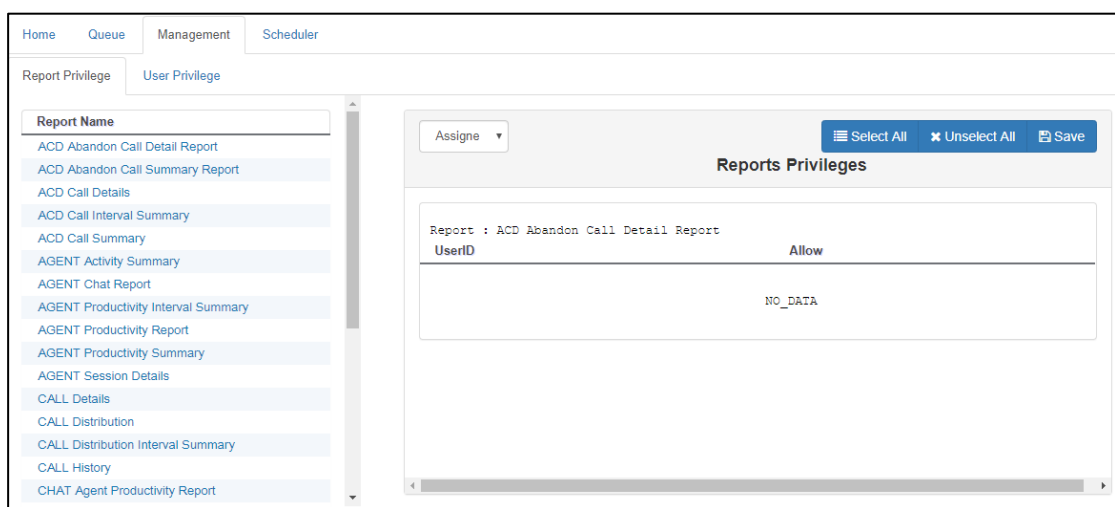 Home Queue Management Scheduler
Report Privilege User Privilege
Report Name
ACD Abandon Call Detail Report
ACD Abandon Call Summary Report
ACD Call Details
ACD Call Interval Summary
ACD Call Summary
AGENT Activity Summary
AGENT Chat Report
AGENT Productivity Interval Summary
AGENT Productivity Report
AGENT Productivity Summary
AGENT Session Details
CALL Details
CALL Distribution
CALL Distribution Interval Summary
CALL History
CHAT Agent Productivity Report
Assigne Select All Unselect All Save
Reports Privileges
Report : ACD Abandon Call Detail Report
UserID Allow
NO_DATA